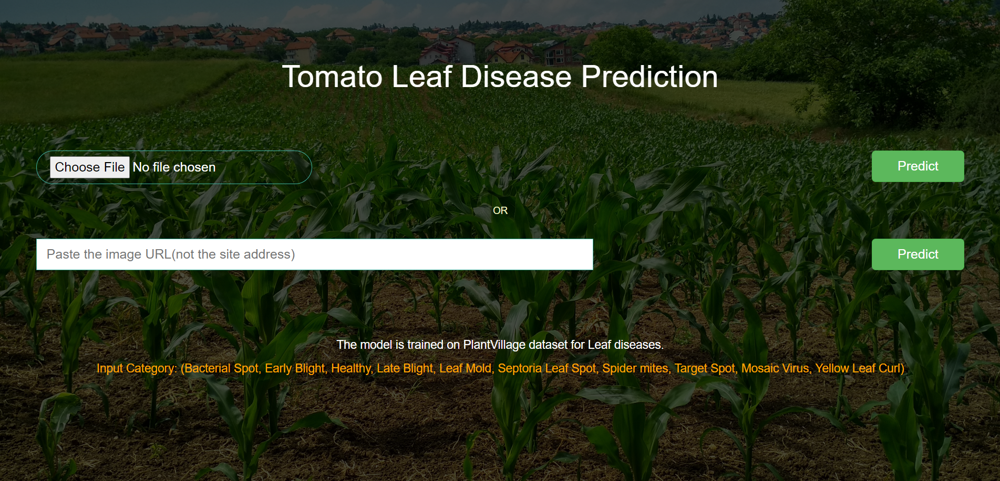 Tomato Leaf Disease Prediction
Choose File No file chosen
Predict
OR
Paste the image URL(not the site address)
Predict
The model is trained on PlantVillage dataset for Leaf diseases.
Input Category: (Bacterial Spot, Early Blight, Healthy, Late Blight, Leaf Mold, Septoria Leaf Spot, Spider mites, Target Spot, Mosaic Virus, Yellow Leaf Curl)